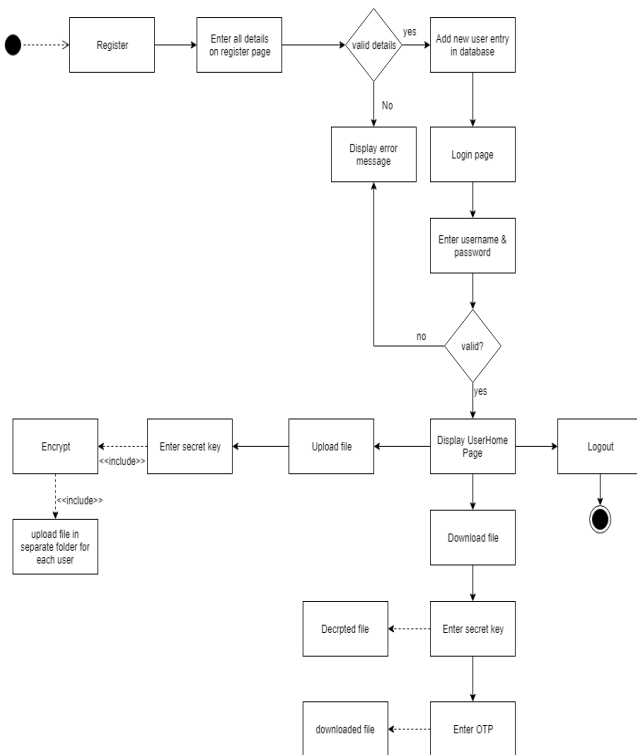 Register
Enter all details
on register page
valid details
yes
Add new user entry
in database
No
Display error
message
Login page
Enter username &
password
no
valid?
yes
Encrypt
<<include>>
Enter secret key
Upload file
Display UserHome
Page
Logout
<<include>>
upload file in
separate folder for
each user
Download file
Decrpted file
Enter secret key
downloaded file
Enter OTP